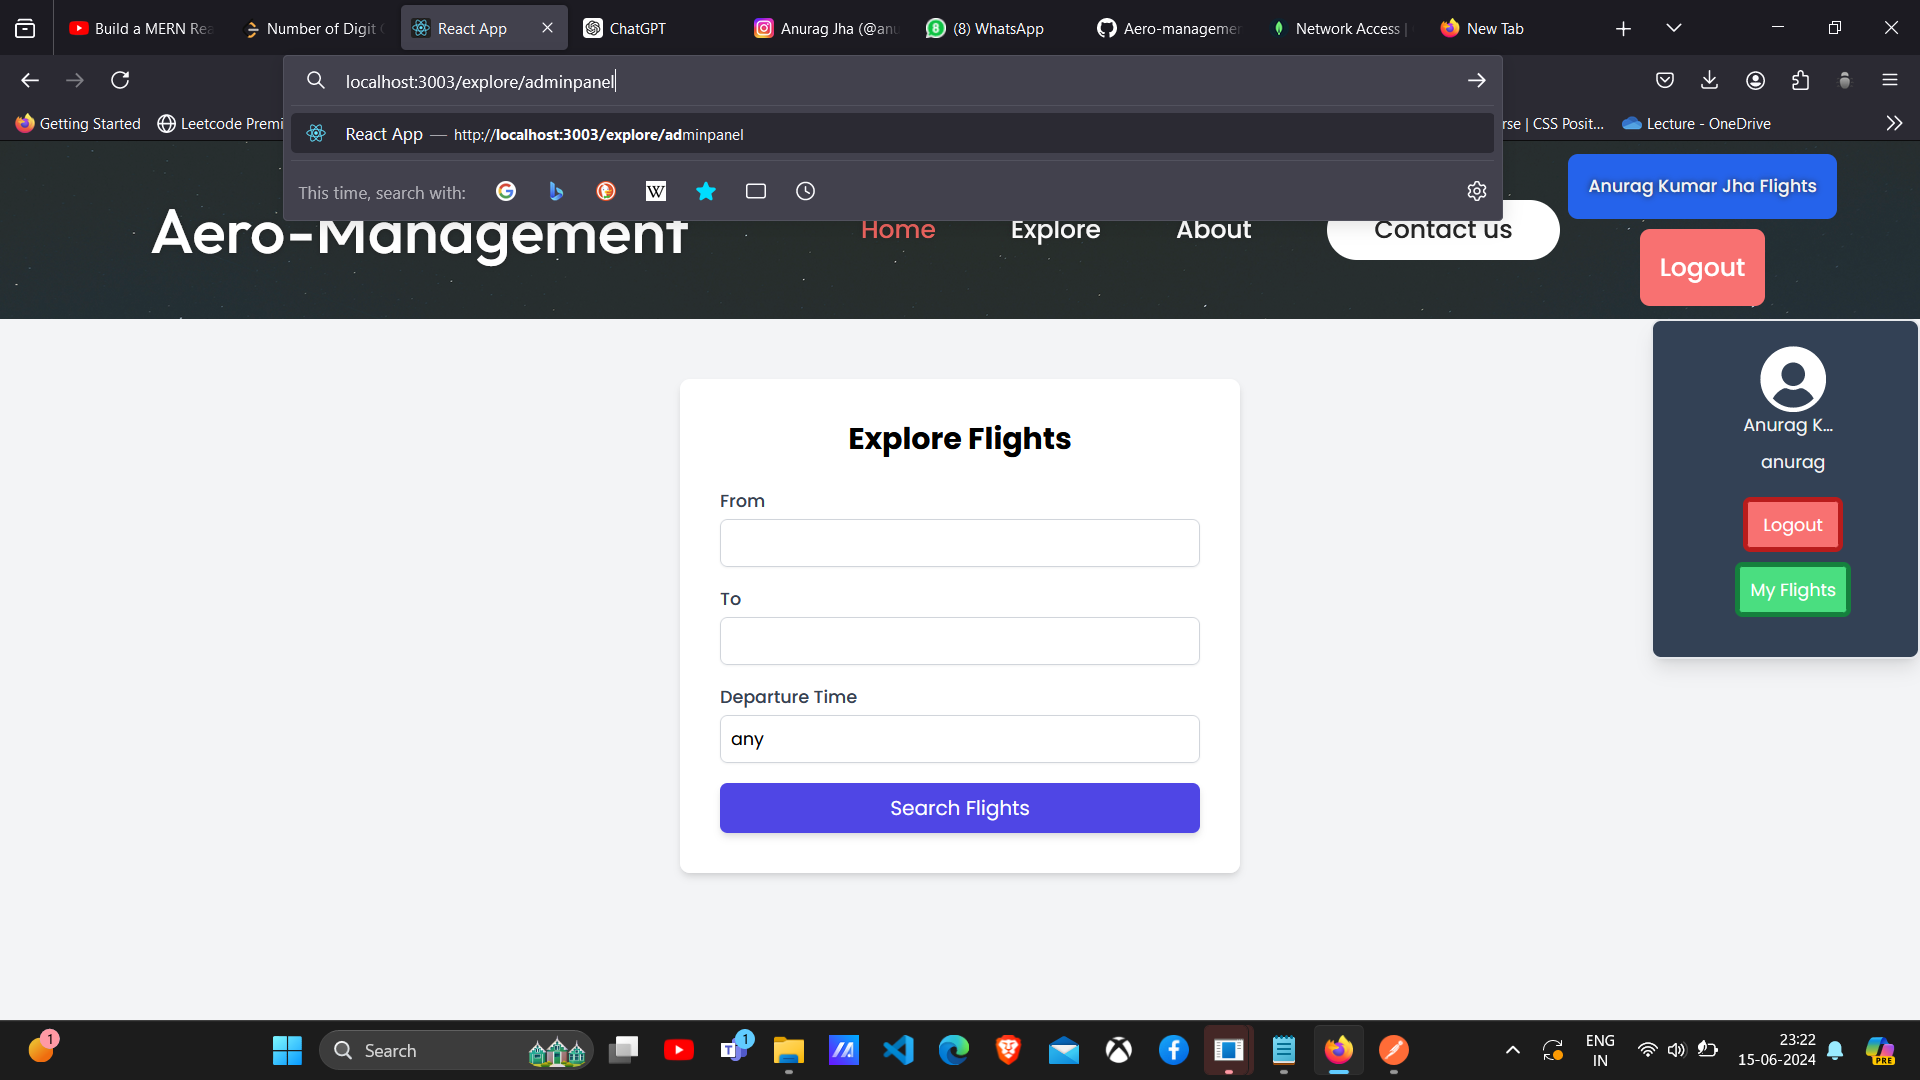 Build a MERN Rea
Number of Digit
React App
ChatGPT
Anurag Jha (@anu
(8) WhatsApp
Aero-managemer
Network Access |
New Tab
localhost:3003/explore/adminpanel
Getting Started
Leetcode Premi
React App — http://localhost:3003/explore/adminpanel
rse | CSS Posit...
Lecture - OneDrive
This time, search with:
Aero-Management
Home
Explore
About
Contact us
Anurag Kumar Jha Flights
Logout
Anurag K...
anurag
Logout
My Flights
Explore Flights
From
To
Departure Time
any
Search Flights
1
Search
1
ENG
IN
23:22
15-06-2024
PRE